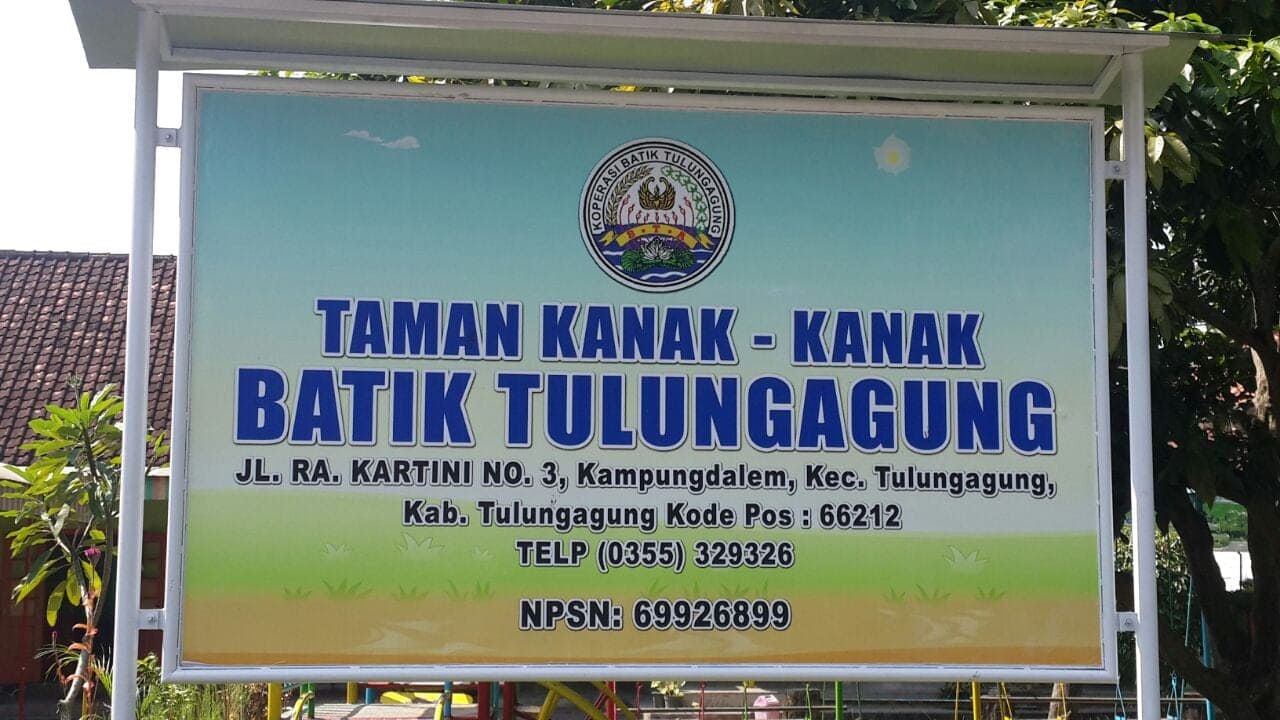 KOPERASI BATIK TULUNGAGUNG
B.T.A
TAMAN KANAK - KANAK
BATIK TULUNGAGUNG
JL. RA. KARTINI NO. 3, Kampungdalem, Kec. Tulungagung,
Kab. Tulungagung Kode Pos : 66212
TELP (0355) 329326
NPSN: 69926899